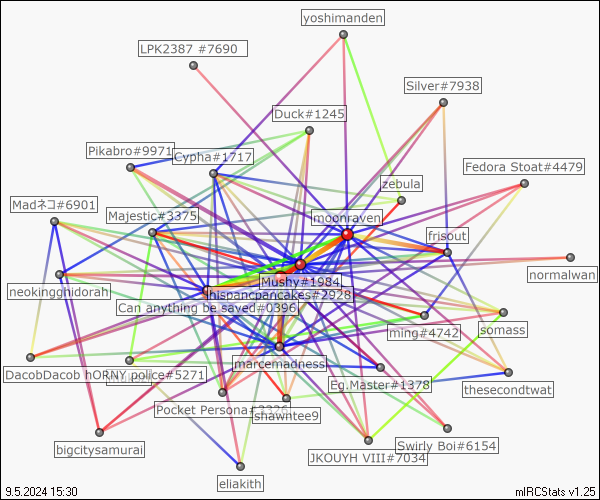 yoshimanden
LPK2387 #7690
Silver#7938
Duck#1245
Pikabro#9971
Cypha#1717
Fedora Stoat#4479
zebula
Madネコ#6901
Majestic#3375
moonraven
frisout
normalwan
Mushy#1984
neokingghidorah
hispancpancakes#2928
Can anything be saved#0396
somass
ming#4742
marcemadness
DacobDacob hORNY police#5271
Eg.Master#1378
thesecondtwat
Pocket Persona#3326
shawntee9
bigcitysamurai
Swirly Boi#6154
JKOUYH VIII#7034
eliakith
9.5.2024 15:30
mIRCStats v1.25